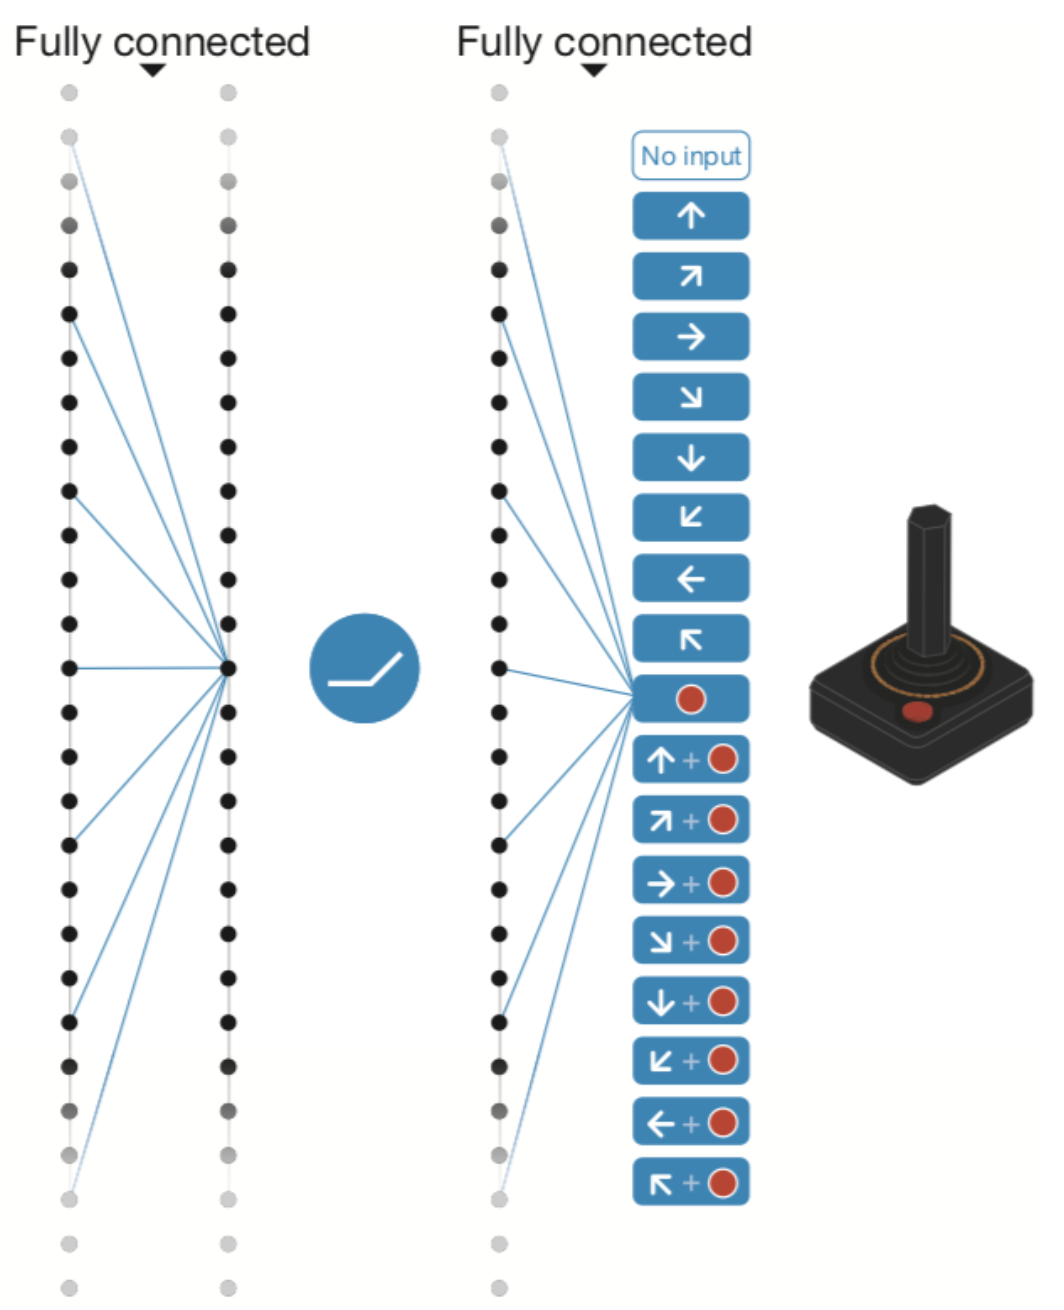 Fully connected
Fully connected
No input
+
+
+
+
+
+
+
+